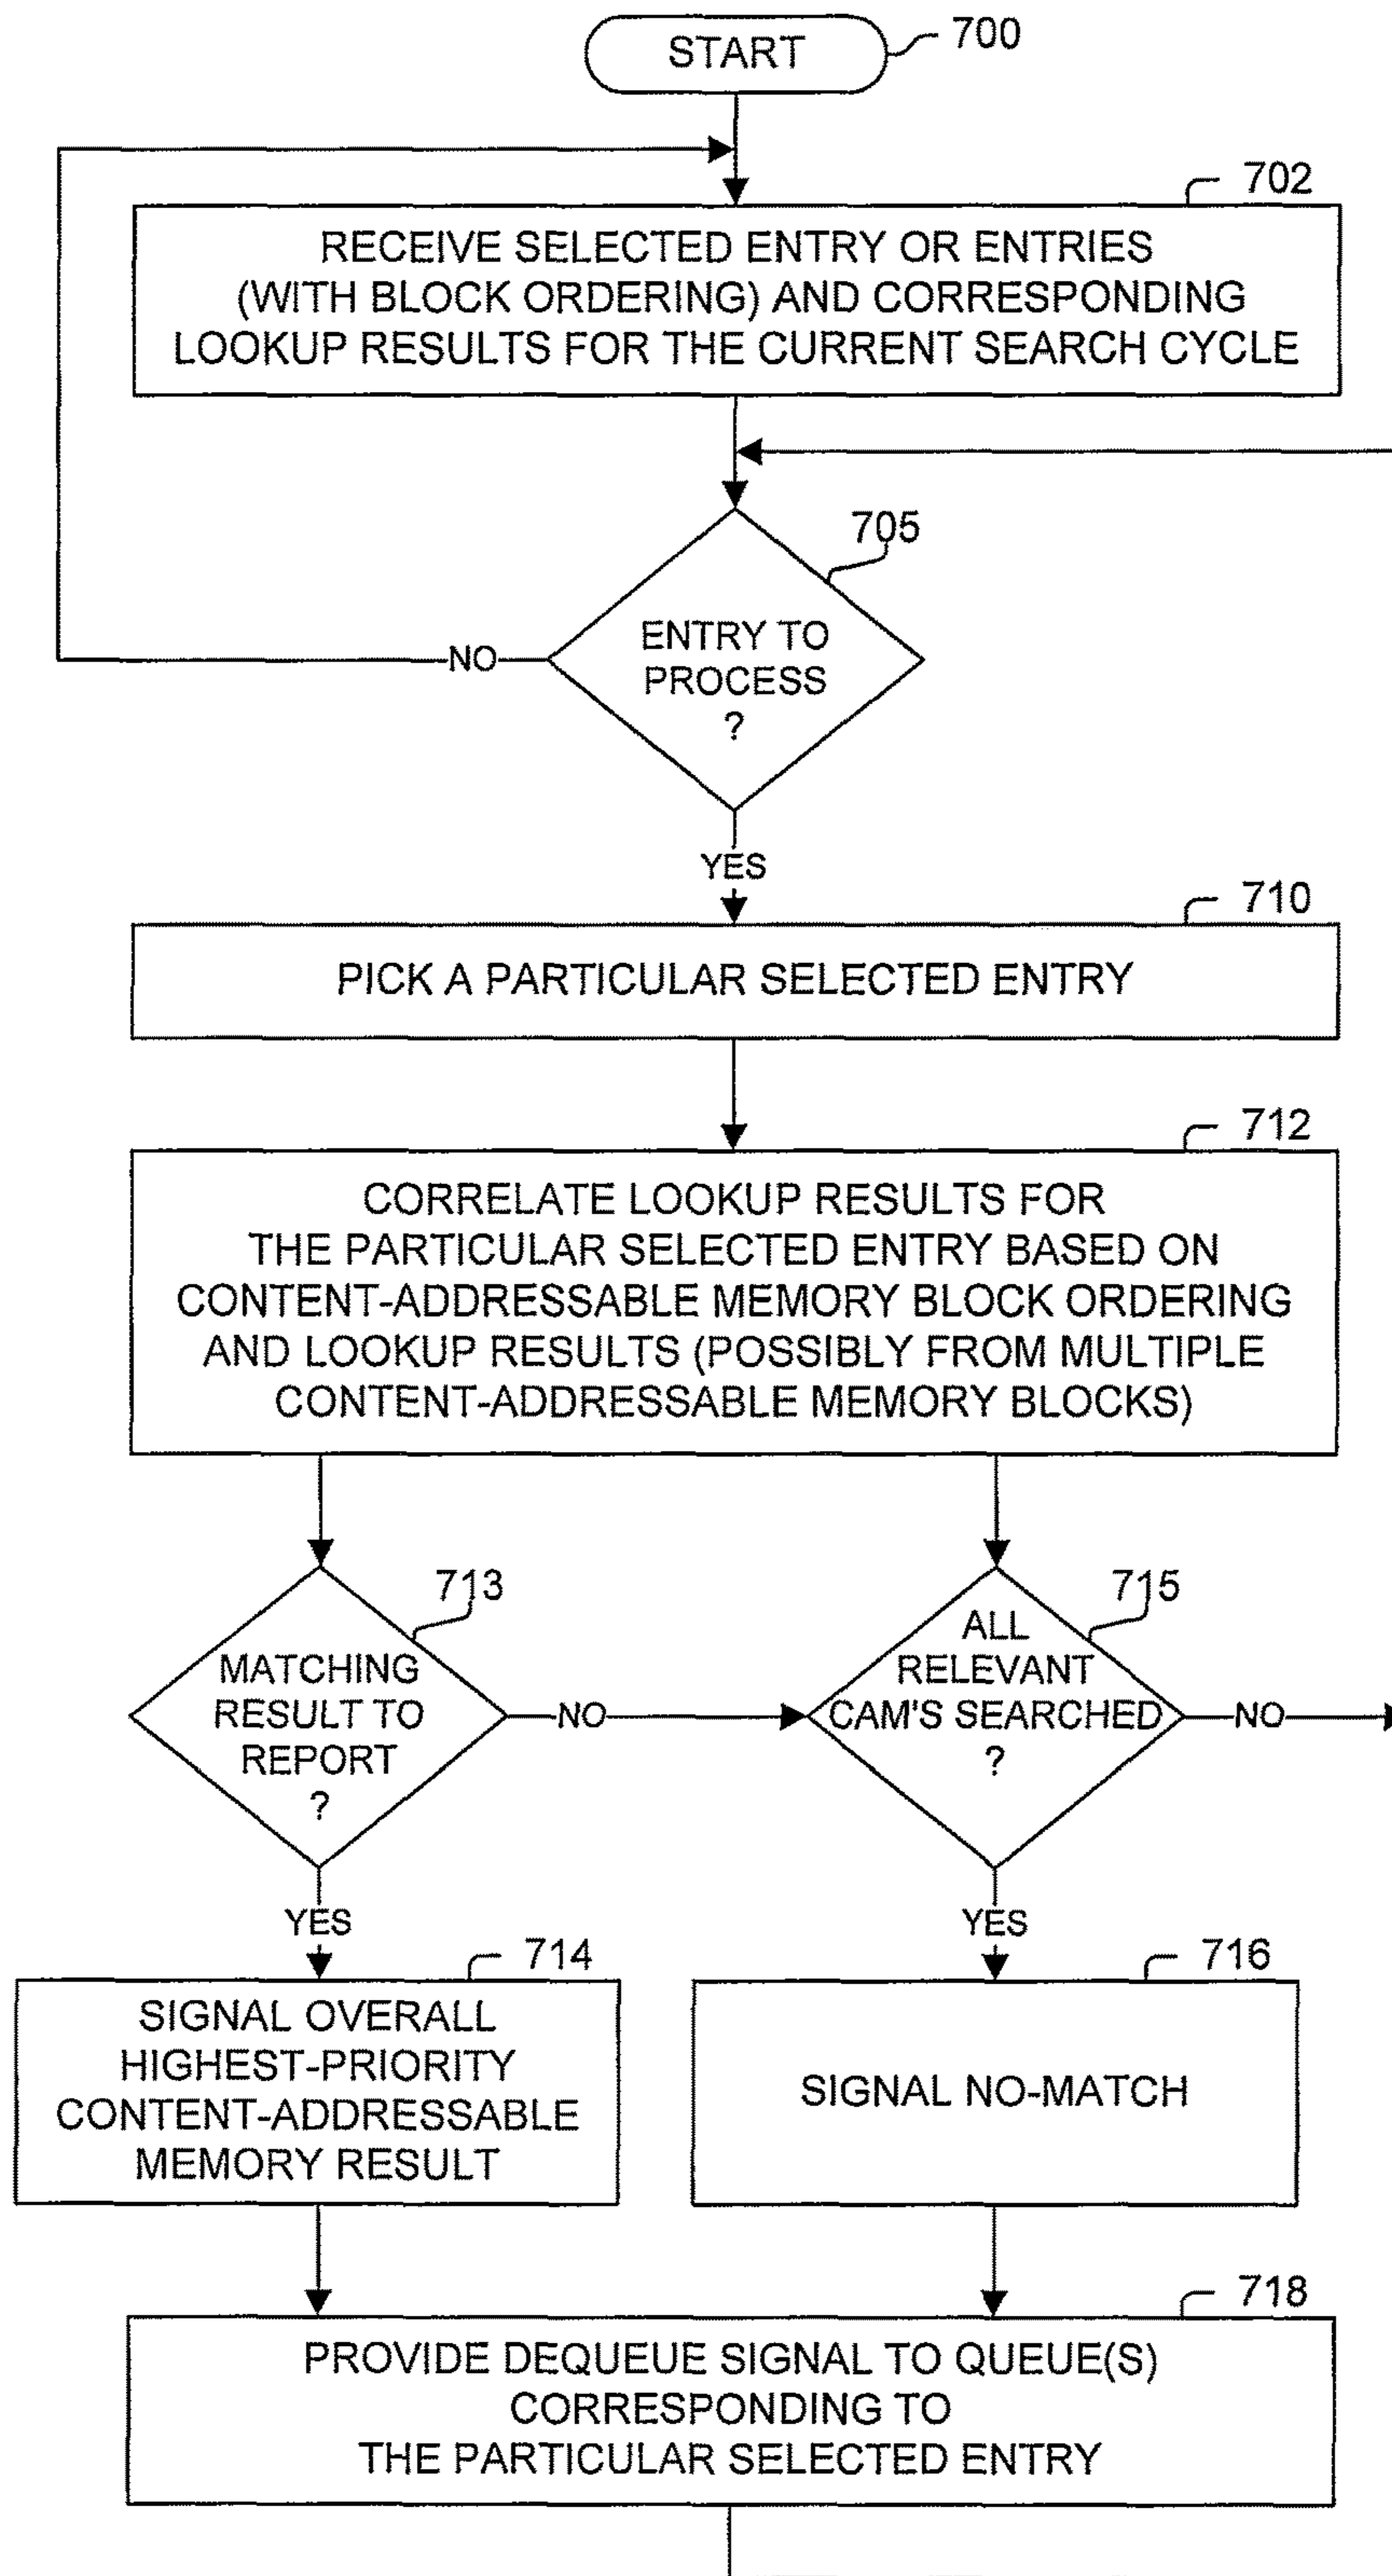 START
700
702
RECEIVE SELECTED ENTRY OR ENTRIES
(WITH BLOCK ORDERING) AND CORRESPONDING
LOOKUP RESULTS FOR THE CURRENT SEARCH CYCLE
705
ENTRY TO
PROCESS
?
NO
YES
710
PICK A PARTICULAR SELECTED ENTRY
712
CORRELATE LOOKUP RESULTS FOR
THE PARTICULAR SELECTED ENTRY BASED ON
CONTENT-ADDRESSABLE MEMORY BLOCK ORDERING
AND LOOKUP RESULTS (POSSIBLY FROM MULTIPLE
CONTENT-ADDRESSABLE MEMORY BLOCKS)
713
MATCHING
RESULT TO
REPORT
?
NO
YES
715
ALL
RELEVANT
CAM'S SEARCHED
?
NO
YES
714
SIGNAL OVERALL
HIGHEST-PRIORITY
CONTENT-ADDRESSABLE
MEMORY RESULT
716
SIGNAL NO-MATCH
718
PROVIDE DEQUEUE SIGNAL TO QUEUE(S)
CORRESPONDING TO
THE PARTICULAR SELECTED ENTRY